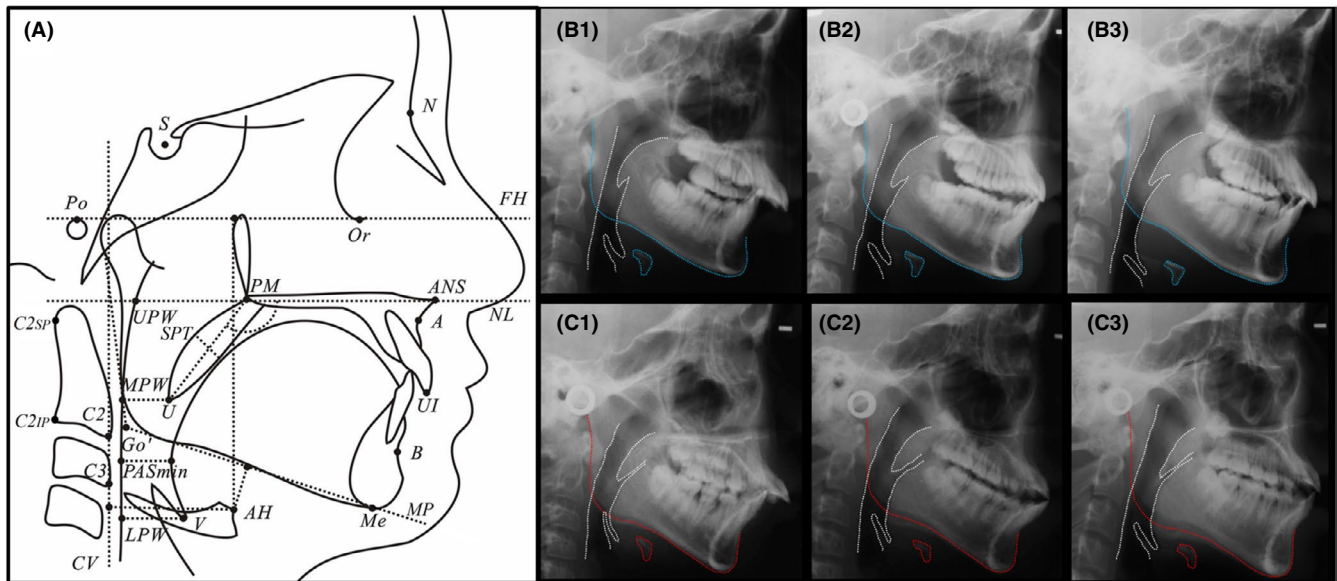 (A)
N
S
Po
FH
Or
PM
ANS
UPW
NL
C2SP
SPT
A
MPW
U
UI
C2IP
C2
Go'
B
C3
PASmin
V
AH
Me
MP
LPW
CV
(B1)
(B2)
(B3)
(C1)
(C2)
(C3)